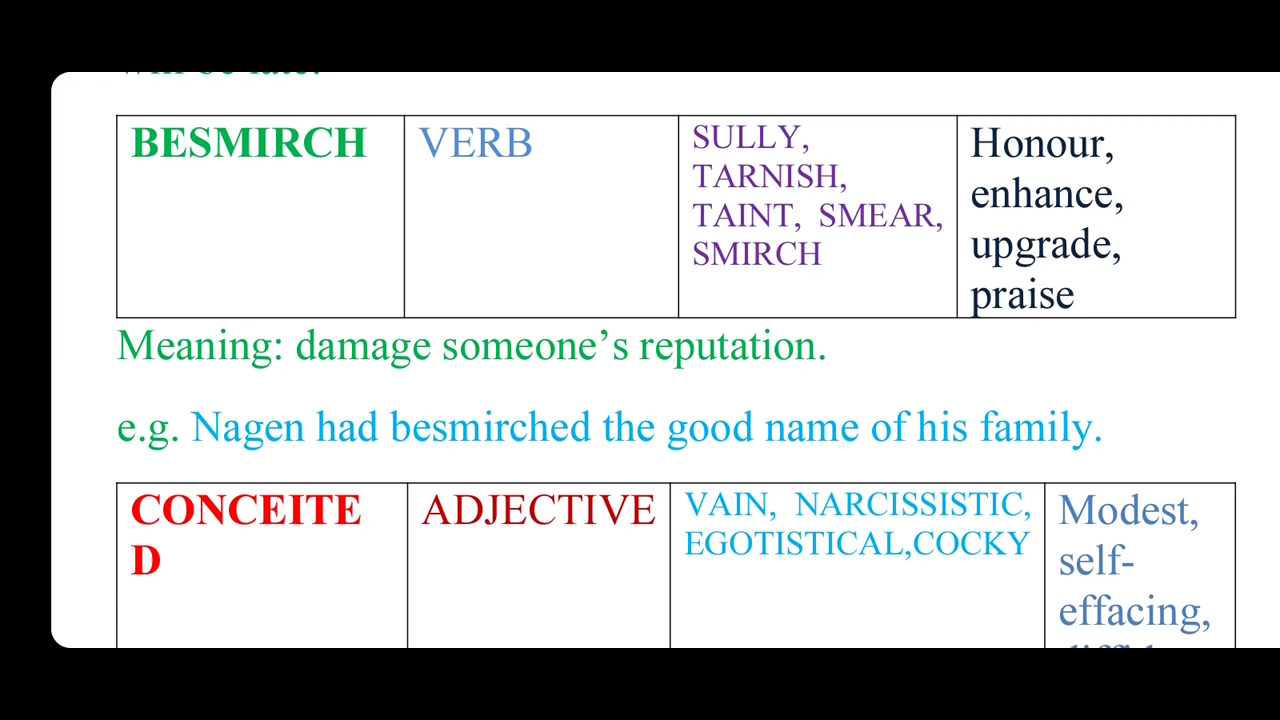 BESMIRCH VERB SULLY, Honour,
TARNISH, enhance,
TAINT, SMEAR, upgrade,
SMIRCH praise
Meaning: damage someone’s reputation.
e.g. Nagen had besmirched the good name of his family.
CONCEITE ADJECTIVE VAIN, NARCISSISTIC, Modest,
D EGOTISTICAL,COCKY self-
effacing,